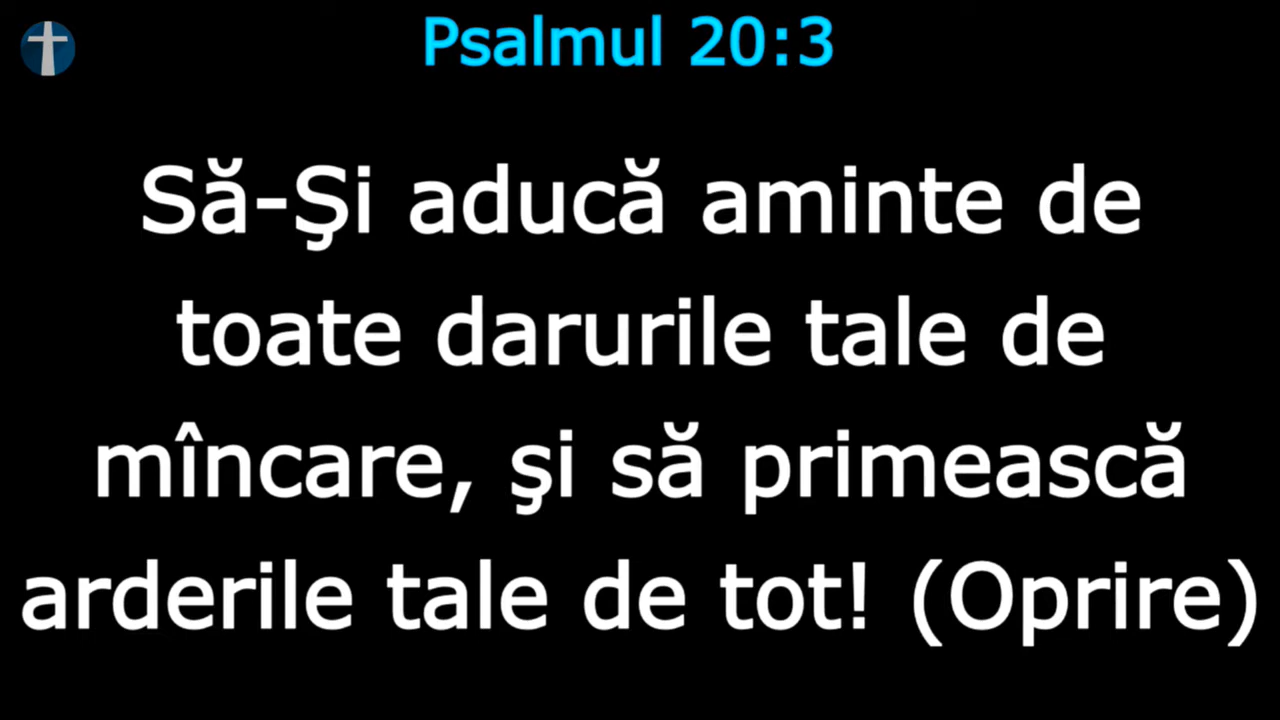 Psalmul 20:3
Să-Şi aducă aminte de
toate darurile tale de
mîncare, şi să primească
arderile tale de tot! (Oprire)